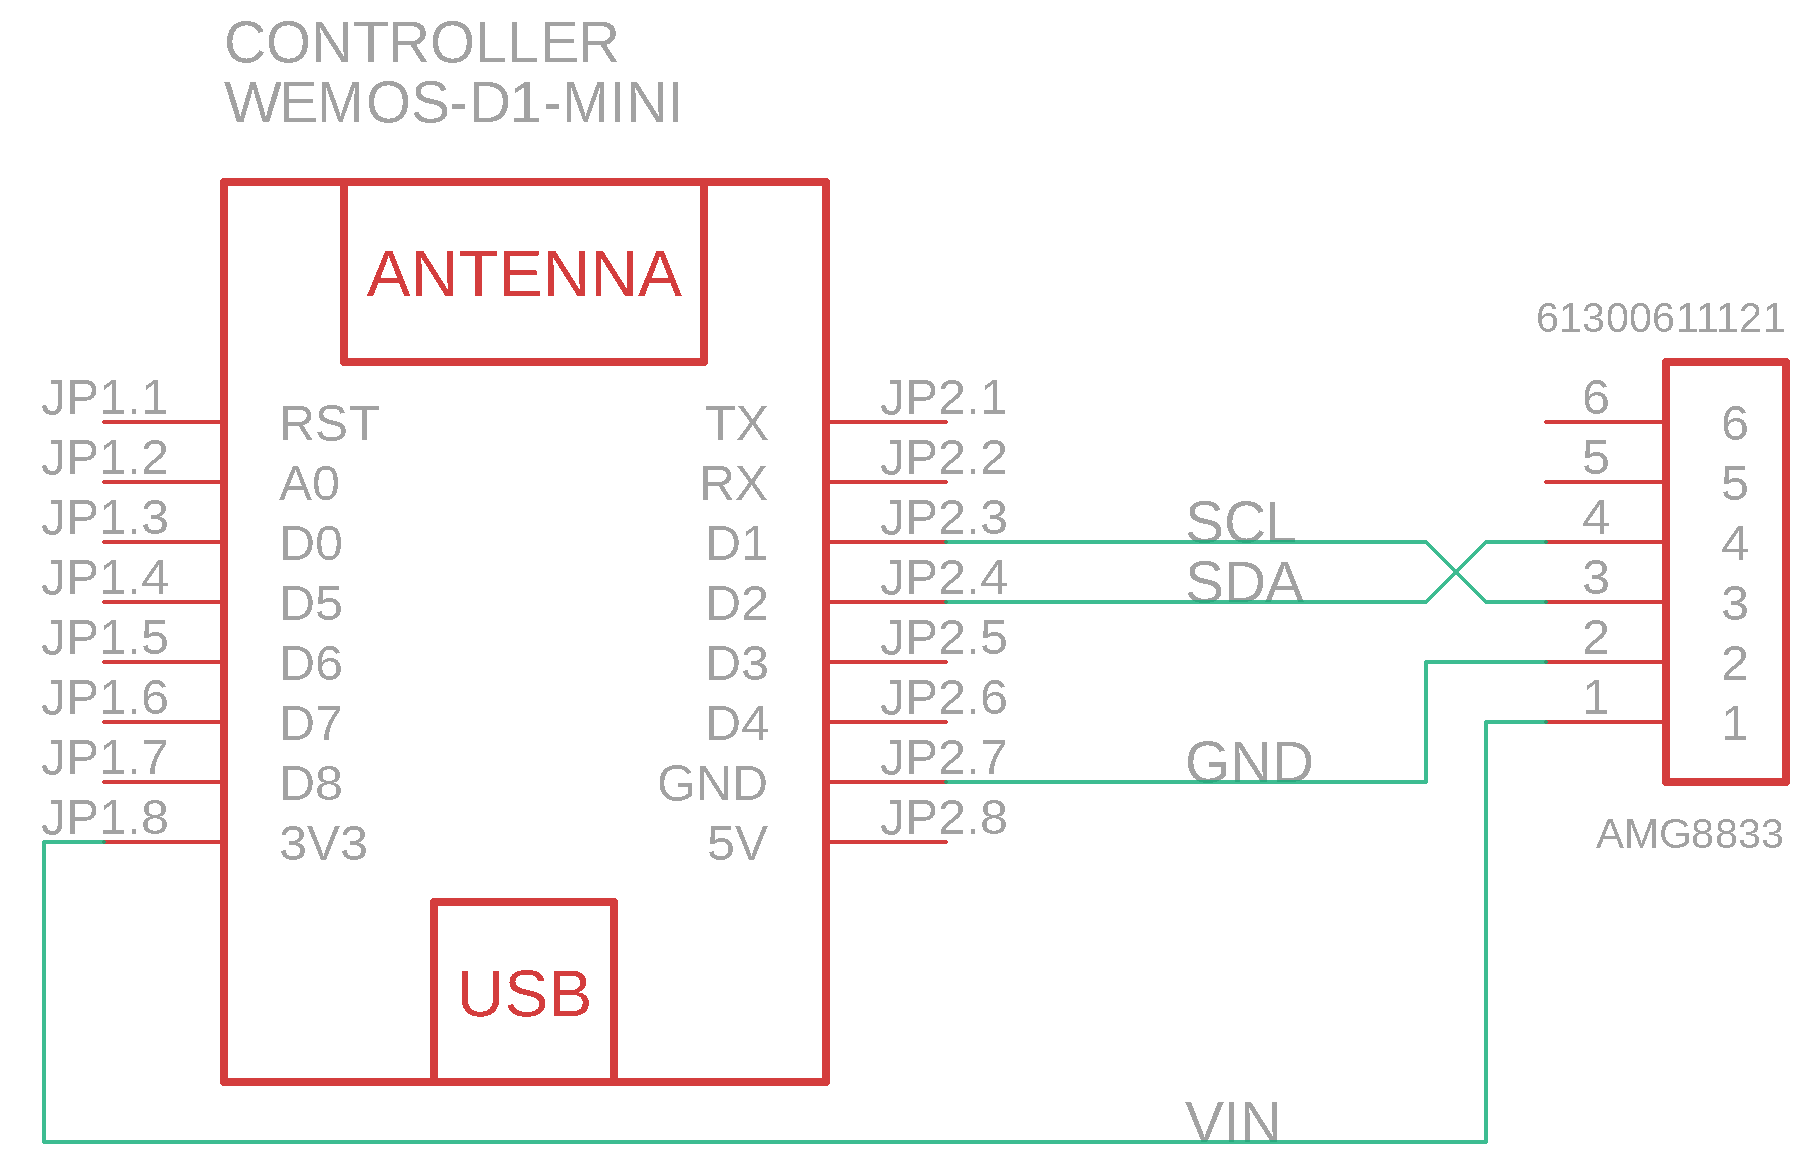 CONTROLLER
WEMOS-D1-MINI
ANTENNA
61300611121
JP1.1 RST TX JP2.1 6 6
JP1.2 A0 RX JP2.2 5 5
JP1.3 D0 D1 JP2.3 SCL 4 4
JP1.4 D5 D2 JP2.4 SDA 3 3
JP1.5 D6 D3 JP2.5 2 2
JP1.6 D7 D4 JP2.6 1 1
JP1.7 D8 GND JP2.7 GND
JP1.8 3V3 5V JP2.8 AMG8833
USB
VIN